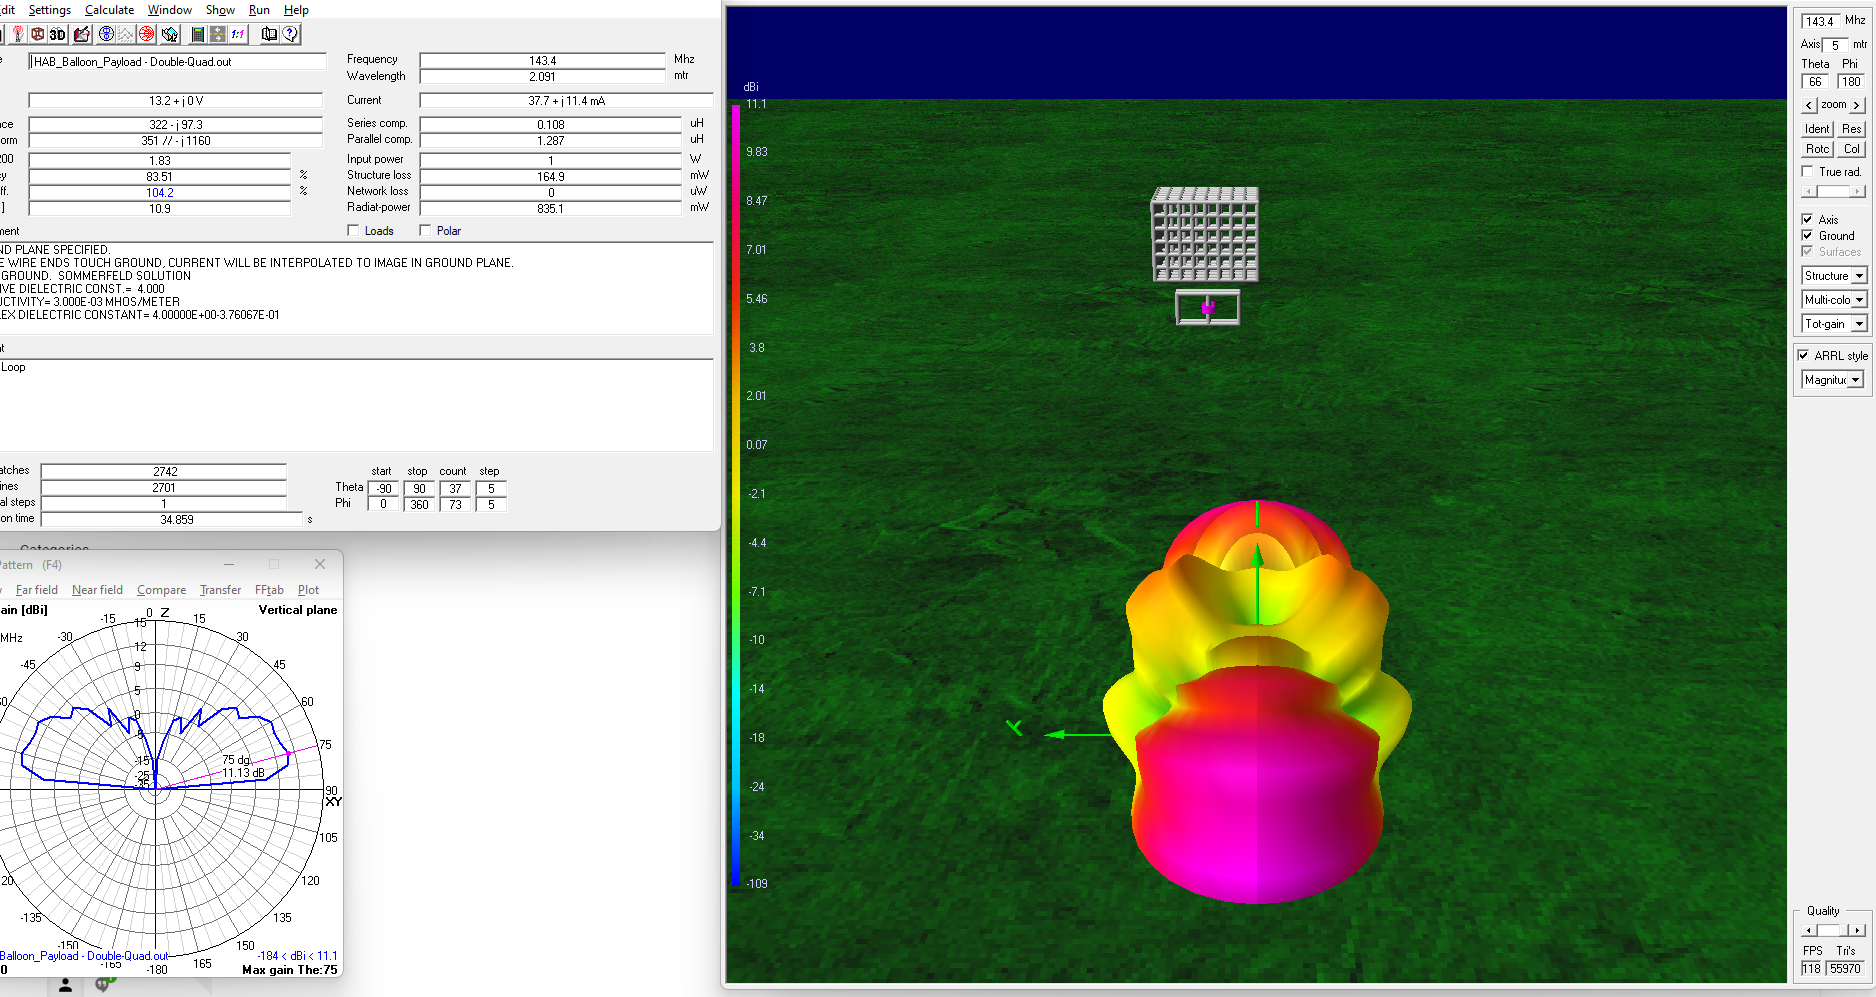 dit Settings Calculate Window Show Run Help
3D 1:1
e HAB_Balloon_Payload - Double-Quad.out Frequency 143.4 Mhz
Wavelength 2.091 mtr
13.2 + j 0 V Current 37.7 + j 11.4 mA
ce 322 - j 97.3 Series comp. 0.108 uH
orm 351 // - j 1160 Parallel comp. 1.287 uH
200 1.83 Input power 1 W
cy 83.51 % Structure loss 164.9 mW
ff. 104.2 % Network loss 0 uW
] 10.9 Radiat-power 835.1 mW
ment Loads Polar
ND PLANE SPECIFIED.
E WIRE ENDS TOUCH GROUND, CURRENT WILL BE INTERPOLATED TO IMAGE IN GROUND PLANE.
GROUND. SOMMERFELD SOLUTION
IVE DIELECTRIC CONST.= 4.000
UCTIVITY= 3.000E-03 MHOS/METER
EX DIELECTRIC CONSTANT= 4.00000E+00-3.76067E-01
nt
Loop
atches 2742 start stop count step
ines 2701 Theta -90 90 37 5
al steps 1 Phi 0 360 73 5
on time 34.859 s
Categories
attern (F4)
Far field Near field Compare Transfer FFtab Plot
ain [dBi] Vertical plane
MHz
0 Z
-15 15
-30 30
-45 45
60 60
75
90
XY
105
20 120
-135 135
-150 150
-165 165
-180
15
12
9
5
0
-5
-15
-25
75 dg.
11.13 dB
Balloon_Payload - Double-Quad.out -184 < dBi < 11.1
0 Max gain The:75
dBi
11.1
9.83
8.47
7.01
5.46
3.8
2.01
0.07
-2.1
-4.4
-7.1
-10
-14
-18
-24
-34
-109
Y
143.4 Mhz
Axis 5 mtr
Theta Phi
66 180
< zoom >
Ident Res
Rotc Col
True rad.
Axis
Ground
Surfaces
Structure
Multi-colo
Tot-gain
ARRL style
Magnituc
Quality
FPS Tri's
118 55970